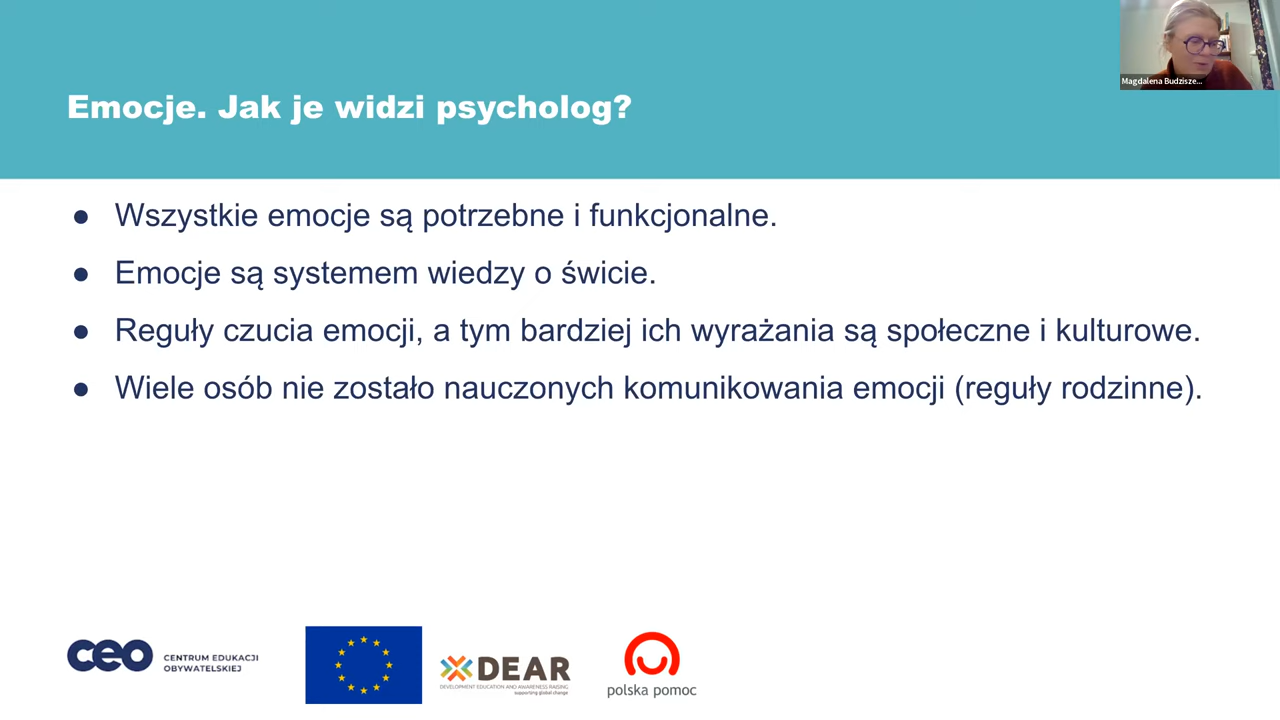 Magdalena Budzisze...
Emocje. Jak je widzi psycholog?
● Wszystkie emocje są potrzebne i funkcjonalne.
● Emocje są systemem wiedzy o świcie.
● Reguły czucia emocji, a tym bardziej ich wyrażania są społeczne i kulturowe.
● Wiele osób nie zostało nauczonych komunikowania emocji (reguły rodzinne).
ceo
CENTRUM EDUKACJI
OBYWATELSKIEJ
DEAR
DEVELOPMENT EDUCATION AND AWARENESS RAISING
supporting global change
polska pomoc